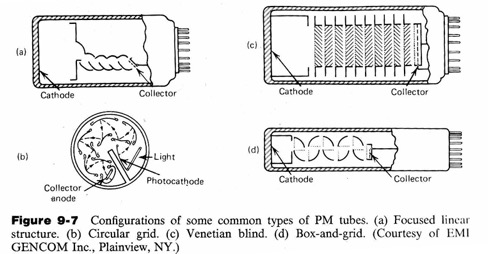 (a)
Cathode
Collector
(b)
Light
Photocathode
Collector
anode
(c)
Cathode
Collector
(d)
Cathode
Collector
Figure 9-7 Configurations of some common types of PM tubes. (a) Focused linear
structure. (b) Circular grid. (c) Venetian blind. (d) Box-and-grid. (Courtesy of EMI
GENCOM Inc., Plainview, NY.)